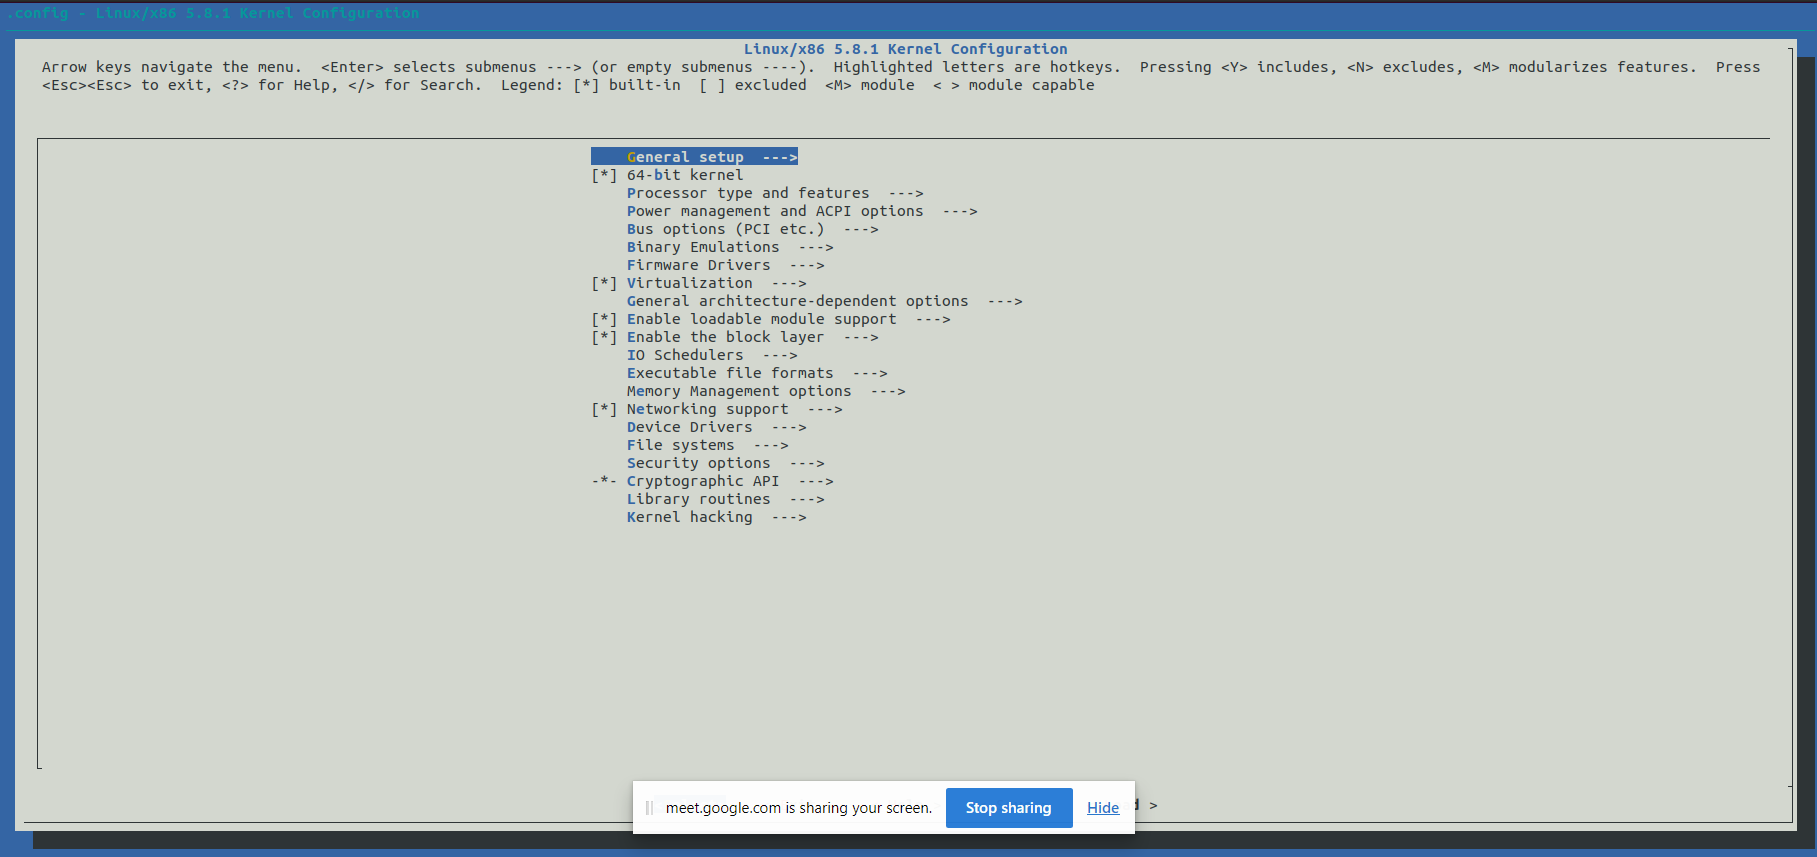 .config - Linux/x86 5.8.1 Kernel Configuration
Linux/x86 5.8.1 Kernel Configuration
Arrow keys navigate the menu.  <Enter> selects submenus ---> (or empty submenus ----).  Highlighted letters are hotkeys.  Pressing <Y> includes, <N> excludes, <M> modularizes features.  Press
<Esc><Esc> to exit, <?> for Help, </> for Search.  Legend: [*] built-in  [ ] excluded  <M> module  < > module capable
General setup  --->
[*] 64-bit kernel
Processor type and features  --->
Power management and ACPI options  --->
Bus options (PCI etc.)  --->
Binary Emulations  --->
Firmware Drivers  --->
[*] Virtualization  --->
General architecture-dependent options  --->
[*] Enable loadable module support  --->
[*] Enable the block layer  --->
IO Schedulers  --->
Executable file formats  --->
Memory Management options  --->
[*] Networking support  --->
Device Drivers  --->
File systems  --->
Security options  --->
-*- Cryptographic API  --->
Library routines  --->
Kernel hacking  --->
meet.google.com is sharing your screen. Stop sharing Hide >